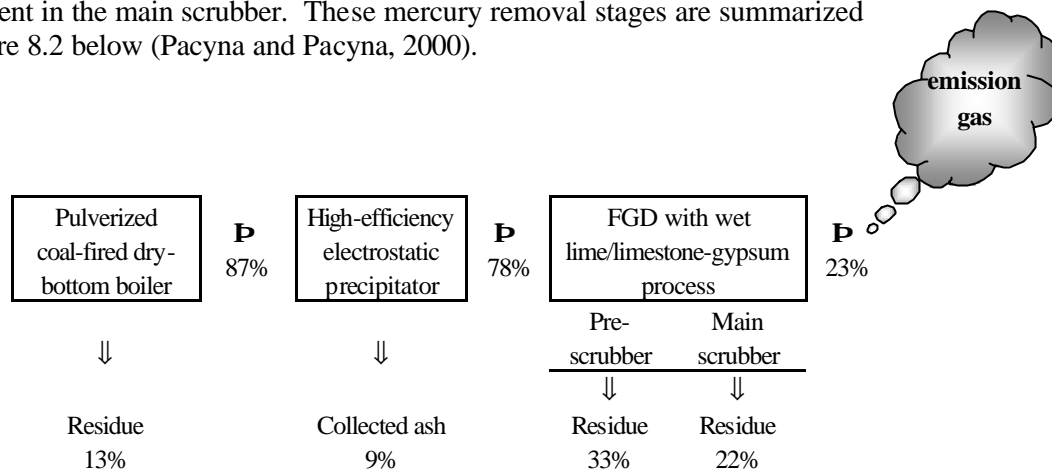 ent in the main scrubber. These mercury removal stages are summarized
re 8.2 below (Pacyna and Pacyna, 2000).
emission
gas
Pulverized
coal-fired dry-
bottom boiler
Þ
87%
High-efficiency
electrostatic
precipitator
Þ
78%
FGD with wet
lime/limestone-gypsum
process
Þ
23%
Pre-
scrubber
Main
scrubber
⇓
⇓
⇓
⇓
Residue
13%
Collected ash
9%
Residue
33%
Residue
22%